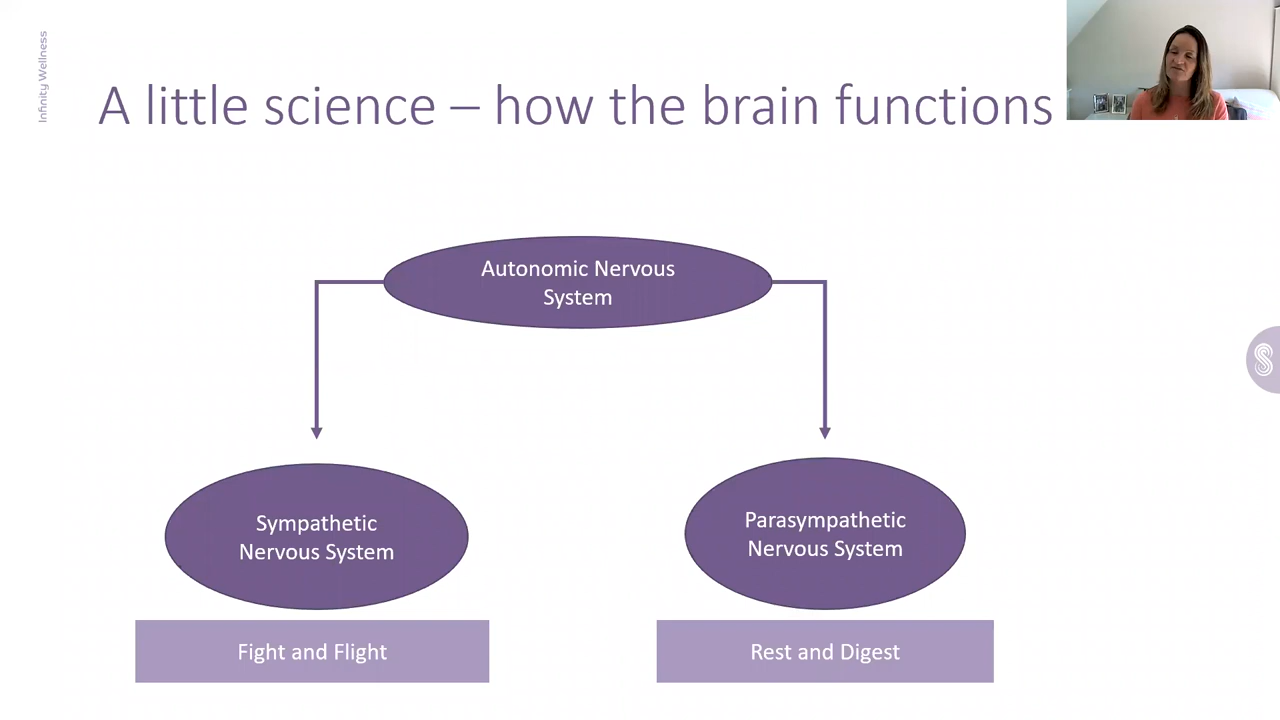 Infinity Wellness
A little science – how the brain functions
Autonomic Nervous
System
Sympathetic
Nervous System
Parasympathetic
Nervous System
Fight and Flight
Rest and Digest